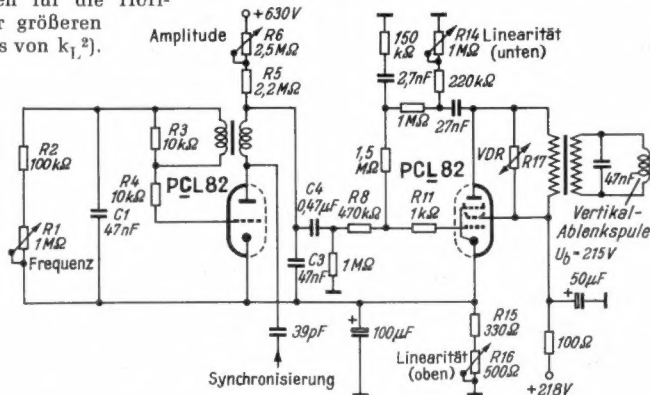 en für die Hori-
r größeren
s von k_L²).
+630V
Amplitude
R6
2,5MΩ
R5
2,2MΩ
R2
100kΩ
R1
1MΩ
Frequenz
C1
47nF
R3
10kΩ
R4
10kΩ
PCL82
C4
0,47µF
C3
47nF
1MΩ
R8
470kΩ
39pF
Synchronisierung
100µF
150
kΩ
2,7nF
R14
1MΩ
Linearität
(unten)
220kΩ
1MΩ
27nF
1,5
MΩ
PCL82
R11
1kΩ
VDR
R17
47nF
Vertikal-
Ablenkspule
U_b = 215V
50µF
R15
330Ω
Linearität
(oben)
R16
500Ω
100Ω
+218V